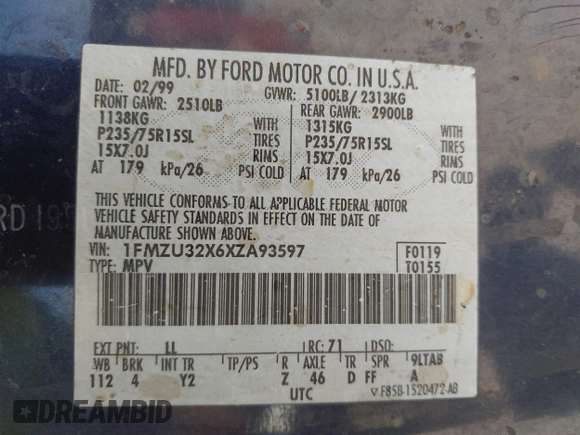 MFD. BY FORD MOTOR CO. IN U.S.A.
DATE: 02/99 GVWR: 5100LB/ 2313KG
FRONT GAWR: 2510LB REAR GAWR: 2900LB
1138KG WITH 1315KG WITH
P235/75R15SL TIRES P235/75R15SL TIRES
15X7.0J RIMS 15X7.0J RIMS
AT 179 kPa/26 PSI COLD AT 179 kPa/26 PSI COLD
THIS VEHICLE CONFORMS TO ALL APPLICABLE FEDERAL MOTOR
VEHICLE SAFETY STANDARDS IN EFFECT ON THE DATE OF
MANUFACTURE SHOWN ABOVE.
VIN: 1FMZU32X6XZA93597 F0119
TYPE: MPV T0155
EXT PNT: LL RC: 71 DSO:
WB BRK INT TR TP/PS R AXLE TR SPR 9LTAB
112 4 Y2 Z 46 D FF A
UTC ▽ F85B-1520472-AB
DREAMBID